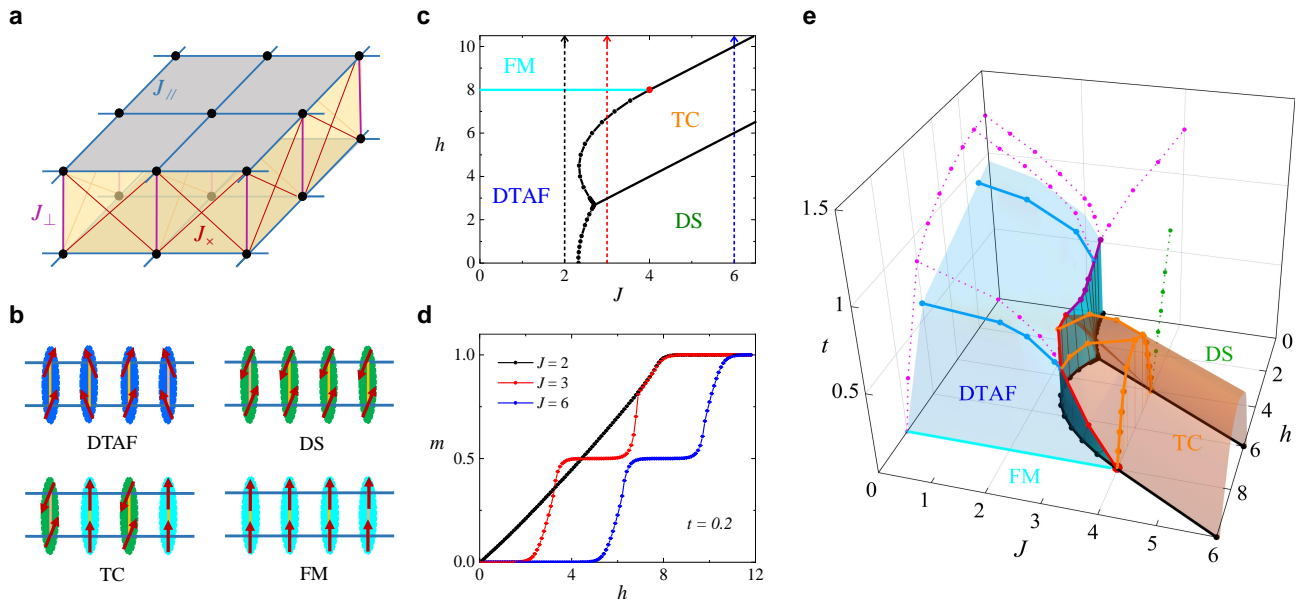 a
J//
J⊥
J×
b
DTAF
DS
TC
FM
c
10
8
6
4
2
0
h
FM
TC
DTAF
DS
0
2
4
6
J
d
1.0
0.5
0.0
m
J = 2
J = 3
J = 6
t = 0.2
0
4
8
12
h
e
1.5
1
0.5
t
DTAF
FM
TC
DS
0
1
2
3
4
5
6
J
0
2
4
6
8
h